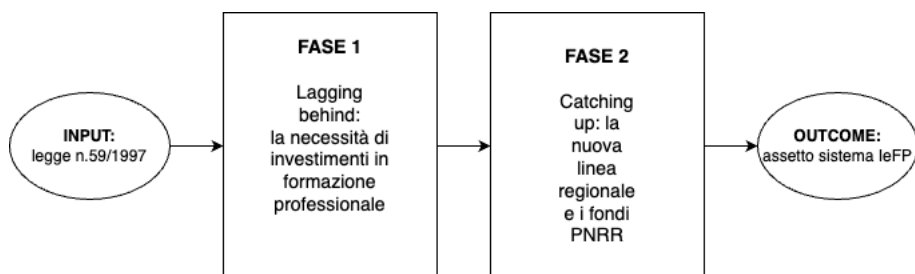 INPUT:
legge n.59/1997
FASE 1
Lagging
behind:
la necessità di
investimenti in
formazione
professionale
FASE 2
Catching
up: la
nuova
linea
regionale
e i fondi
PNRR
OUTCOME:
assetto sistema IeFP